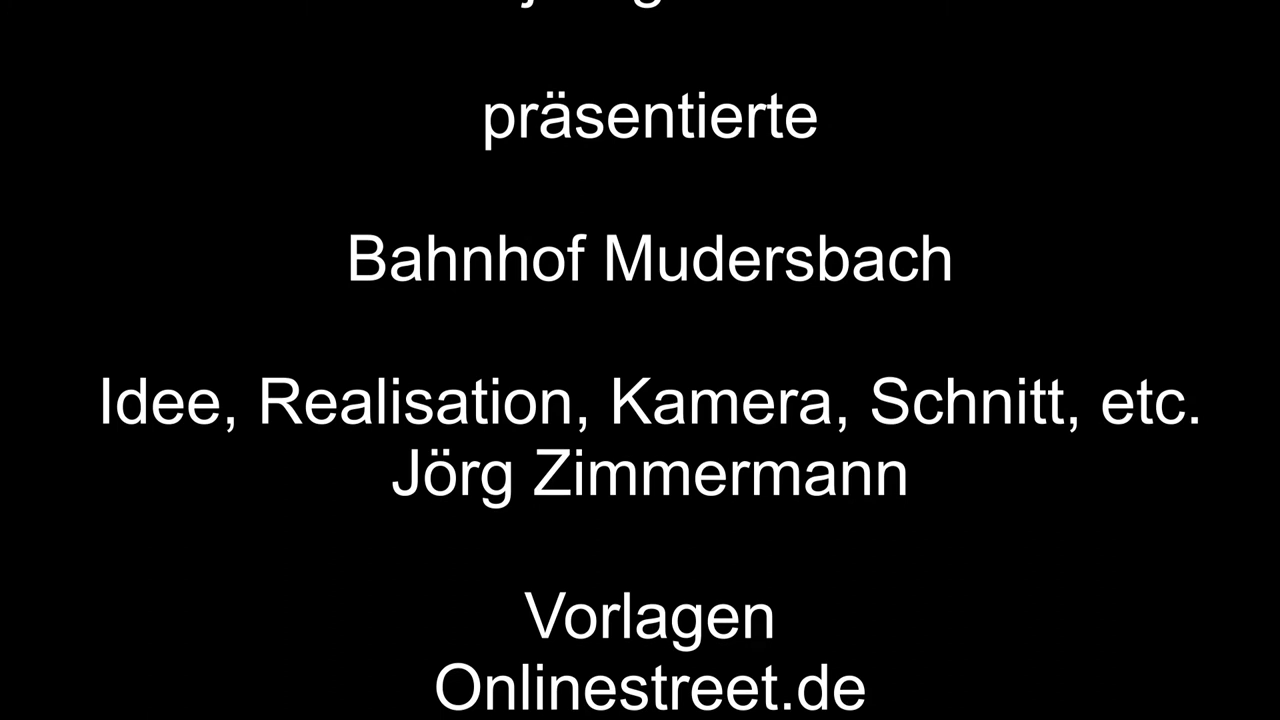 präsentierte
Bahnhof Mudersbach
Idee, Realisation, Kamera, Schnitt, etc.
Jörg Zimmermann
Vorlagen
Onlinestreet.de